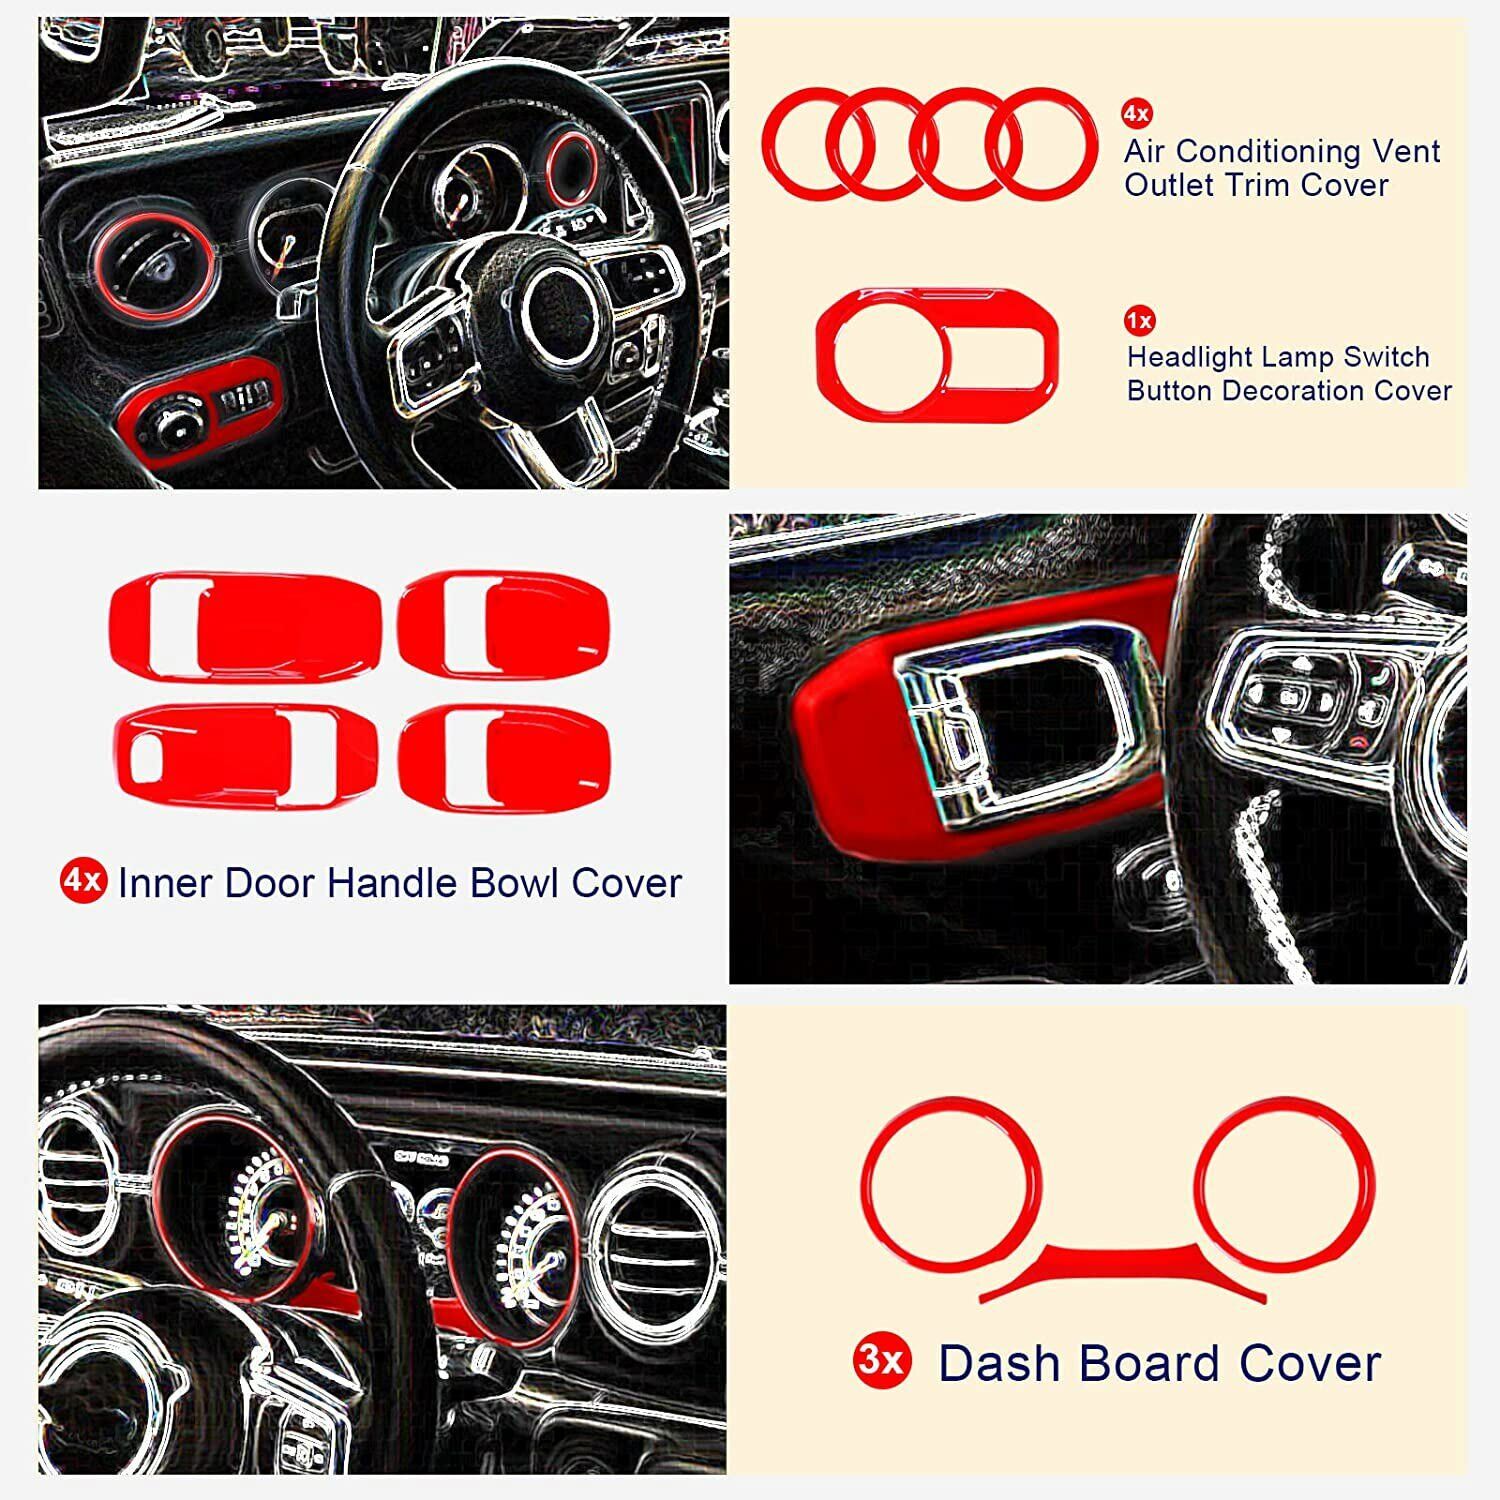 4x
Air Conditioning Vent
Outlet Trim Cover
1x
Headlight Lamp Switch
Button Decoration Cover
4x Inner Door Handle Bowl Cover
3x Dash Board Cover